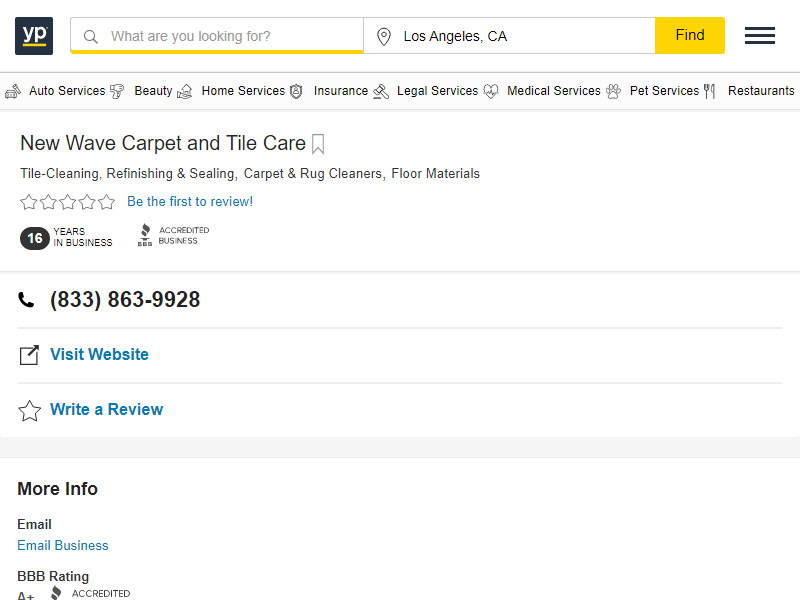 yp
What are you looking for?
Los Angeles, CA
Find
Auto Services
Beauty
Home Services
Insurance
Legal Services
Medical Services
Pet Services
Restaurants
New Wave Carpet and Tile Care
Tile-Cleaning, Refinishing & Sealing, Carpet & Rug Cleaners, Floor Materials
Be the first to review!
16 YEARS
IN BUSINESS
BBB
ACCREDITED
BUSINESS
(833) 863-9928
Visit Website
Write a Review
More Info
Email
Email Business
BBB Rating
A+ ACCREDITED